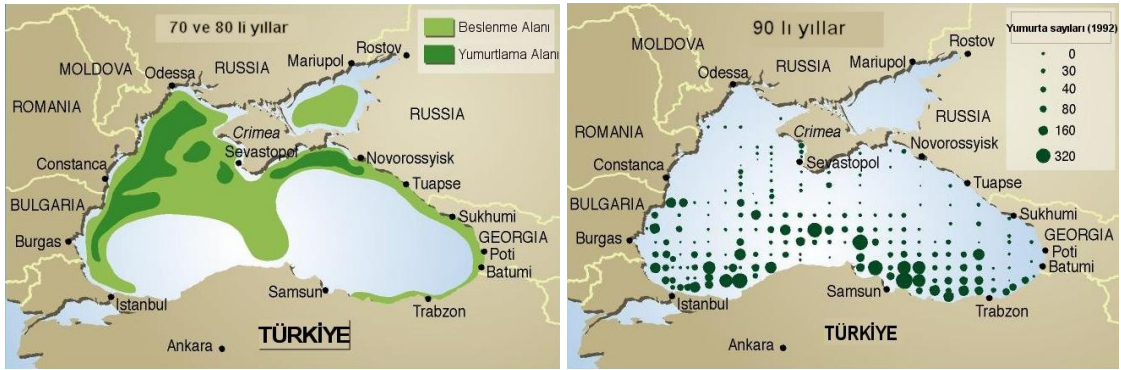 70 ve 80 li yıllar
Beslenme Alanı
Yumurtlama Alanı
Rostov
Mariupol
MOLDOVA
Odessa
RUSSIA
ROMANIA
RUSSIA
Crimea
Sevastopol
Novorossyisk
Constanca
Tuapse
BULGARIA
Sukhumi
Burgas
GEORGIA
Poti
Batumi
Istanbul
Samsun
Trabzon
TÜRKİYE
Ankara
90 lı yıllar
Yumurta sayıları (1992)
0
30
40
80
160
320
Rostov
MOLDOVA
Mariupol
RUSSIA
Odessa
RUSSIA
ROMANIA
Crimea
Novorossyisk
Sevastopol
Constanca
Tuapse
BULGARIA
Sukhumi
Burgas
GEORGIA
Poti
Batumi
Samsun
Istanbul
Trabzon
TÜRKİYE
Ankara